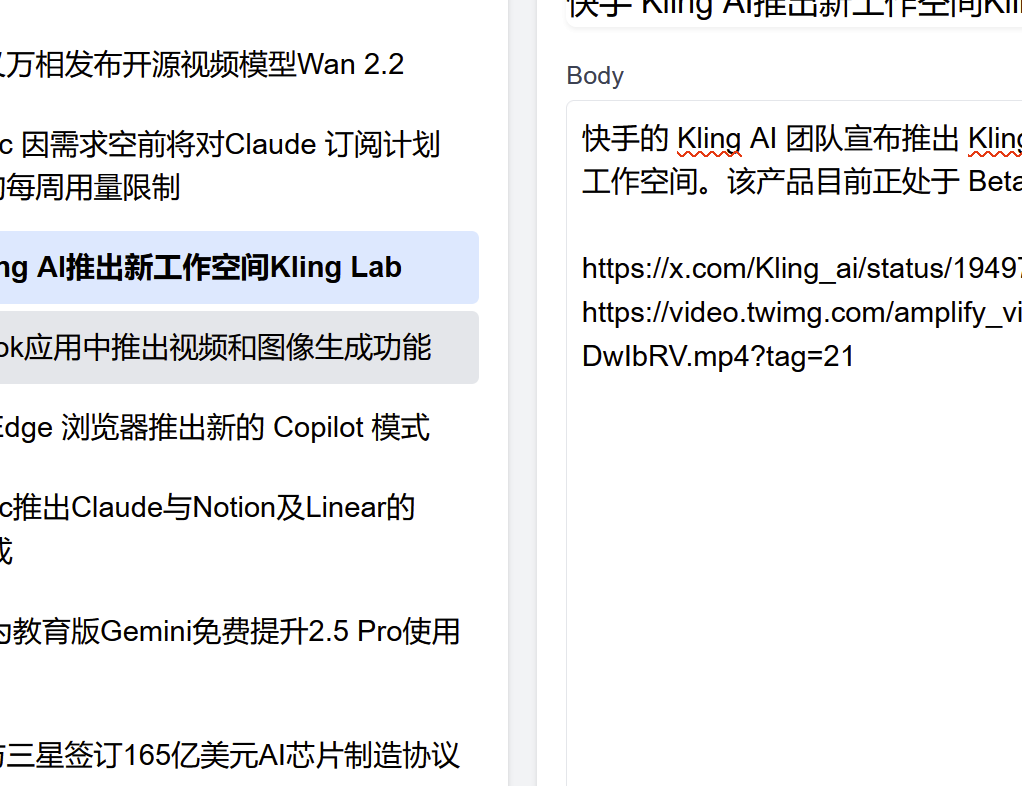 万相发布开源视频模型Wan 2.2
c 因需求空前将对Claude 订阅计划
每周用量限制
ng AI推出新工作空间Kling Lab
ok应用中推出视频和图像生成功能
Edge 浏览器推出新的 Copilot 模式
c推出Claude与Notion及Linear的
成
为教育版Gemini免费提升2.5 Pro使用
与三星签订165亿美元AI芯片制造协议
快手 Kling AI推出新工作空间Kli
Body
快手的 Kling AI 团队宣布推出 Kling
工作空间。该产品目前正处于 Beta
https://x.com/Kling_ai/status/19497
https://video.twimg.com/amplify_vi
DwIbRV.mp4?tag=21